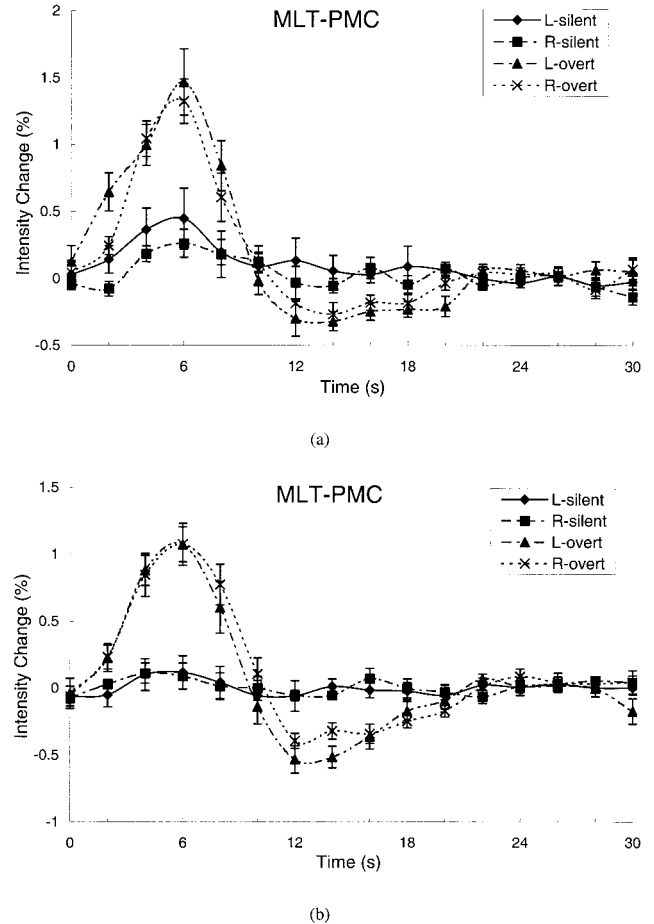 MLT-PMC
L-silent
R-silent
L-overt
R-overt
2
1.5
1
0.5
0
-0.5
Intensity Change (%)
0 6 12 18 24 30
Time (s)
(a)
MLT-PMC
L-silent
R-silent
L-overt
R-overt
1.5
1
0.5
0
-0.5
-1
Intensity Change (%)
0 6 12 18 24 30
Time (s)
(b)